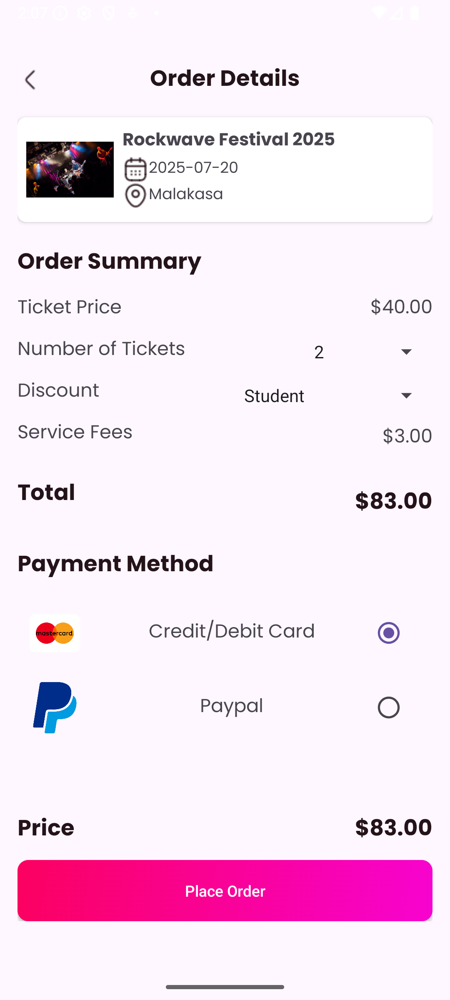 2:07
Order Details
Rockwave Festival 2025
2025-07-20
Malakasa
Order Summary
Ticket Price $40.00
Number of Tickets 2
Discount Student
Service Fees $3.00
Total $83.00
Payment Method
mastercard. Credit/Debit Card
Paypal
Price $83.00
Place Order